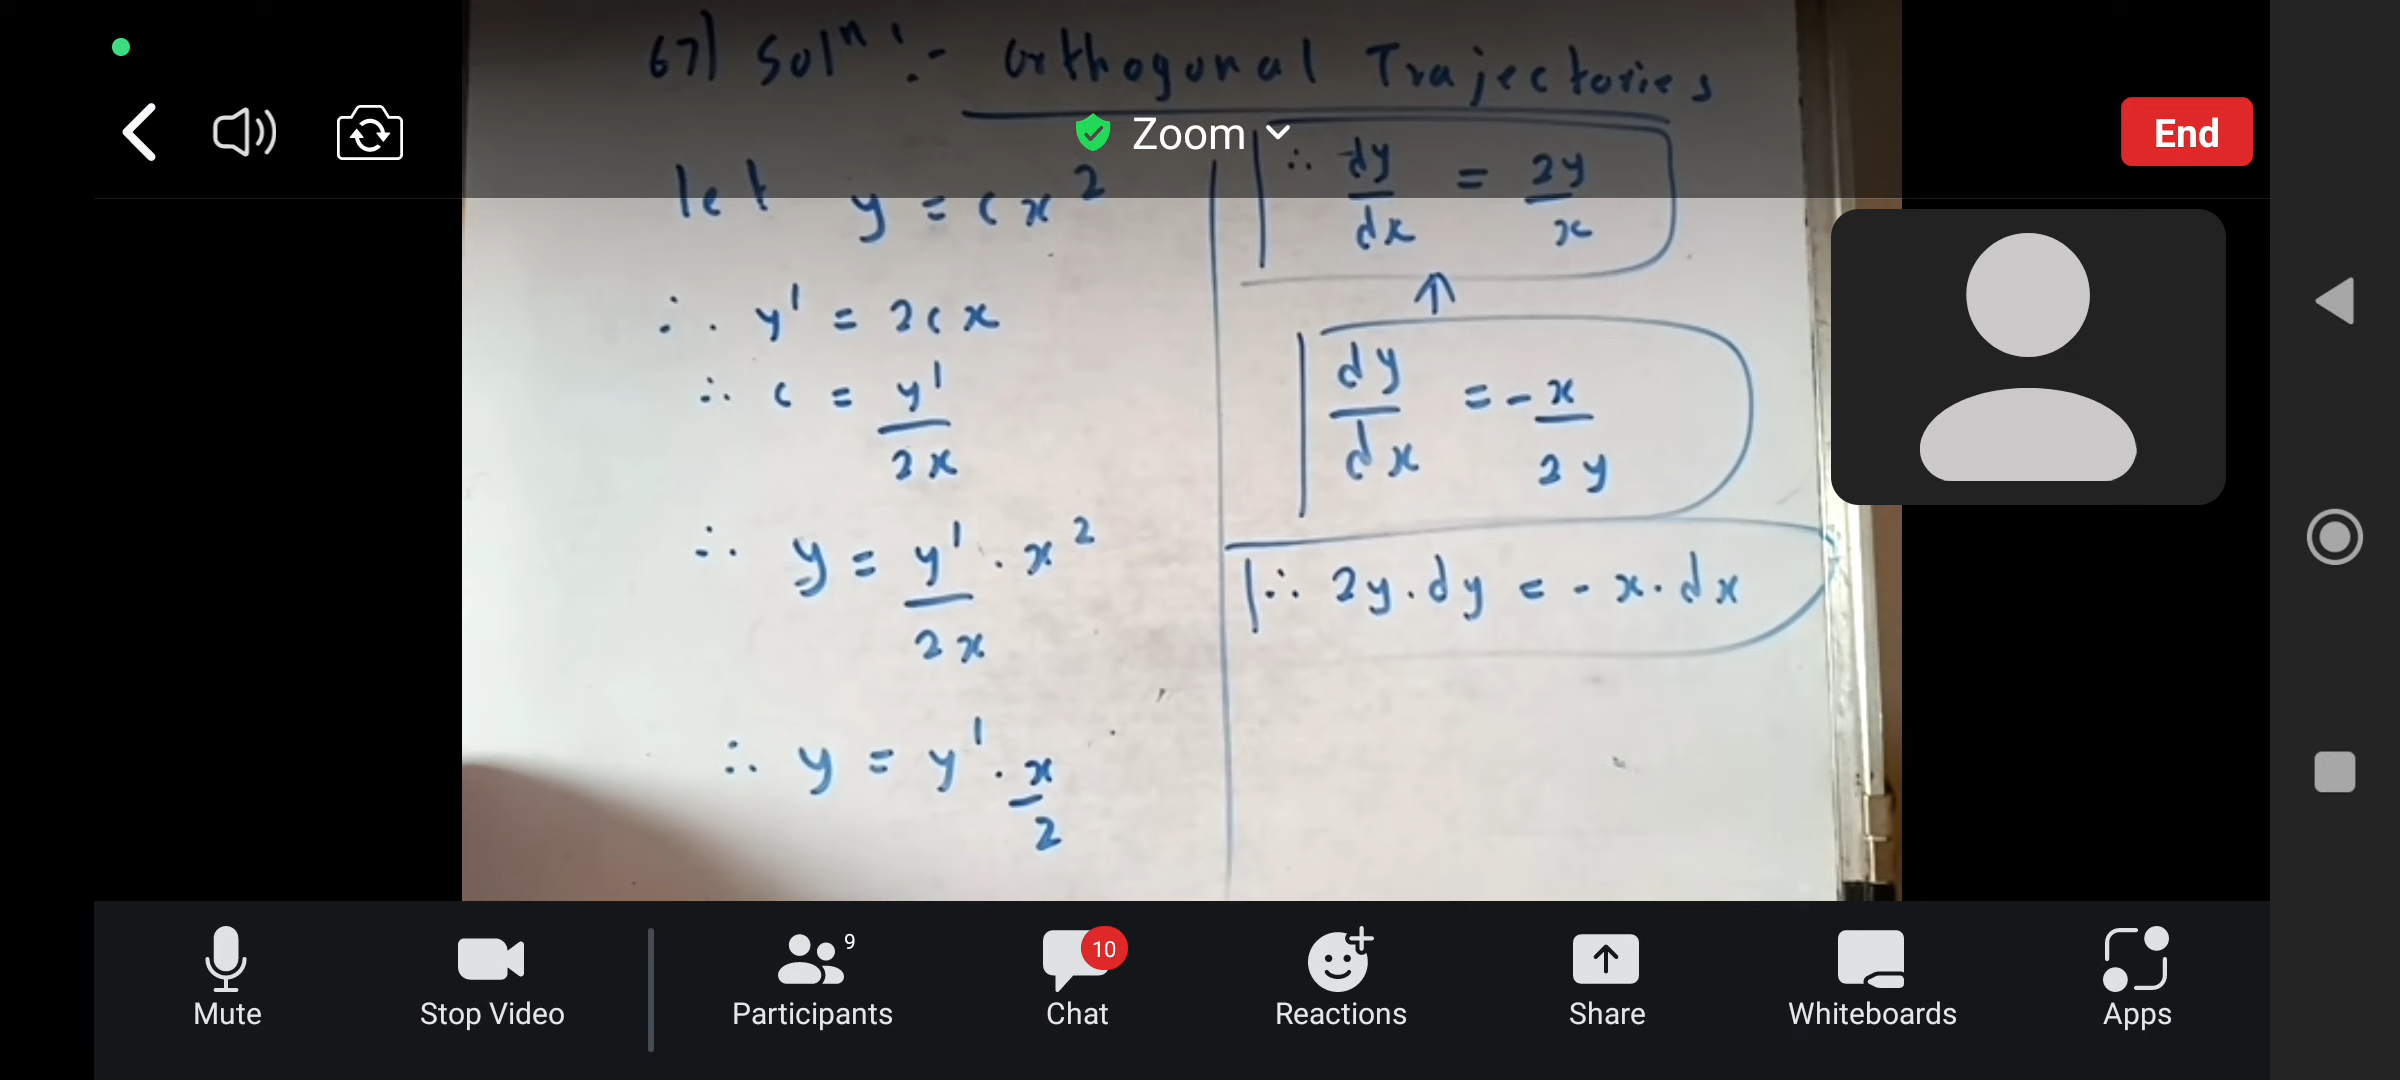 67) Solⁿ :- Orthogonal Trajectories
Zoom
End
let y = cx²
∴ y' = 2cx
∴ c = y'/2x
∴ y = y'/2x . x²
∴ y = y' . x/2
∴ dy/dx = 2y/x
↑
dy/dx = -x/2y
∴ 2y.dy = -x.dx
Mute
Stop Video
Participants 9
Chat 10
Reactions
Share
Whiteboards
Apps